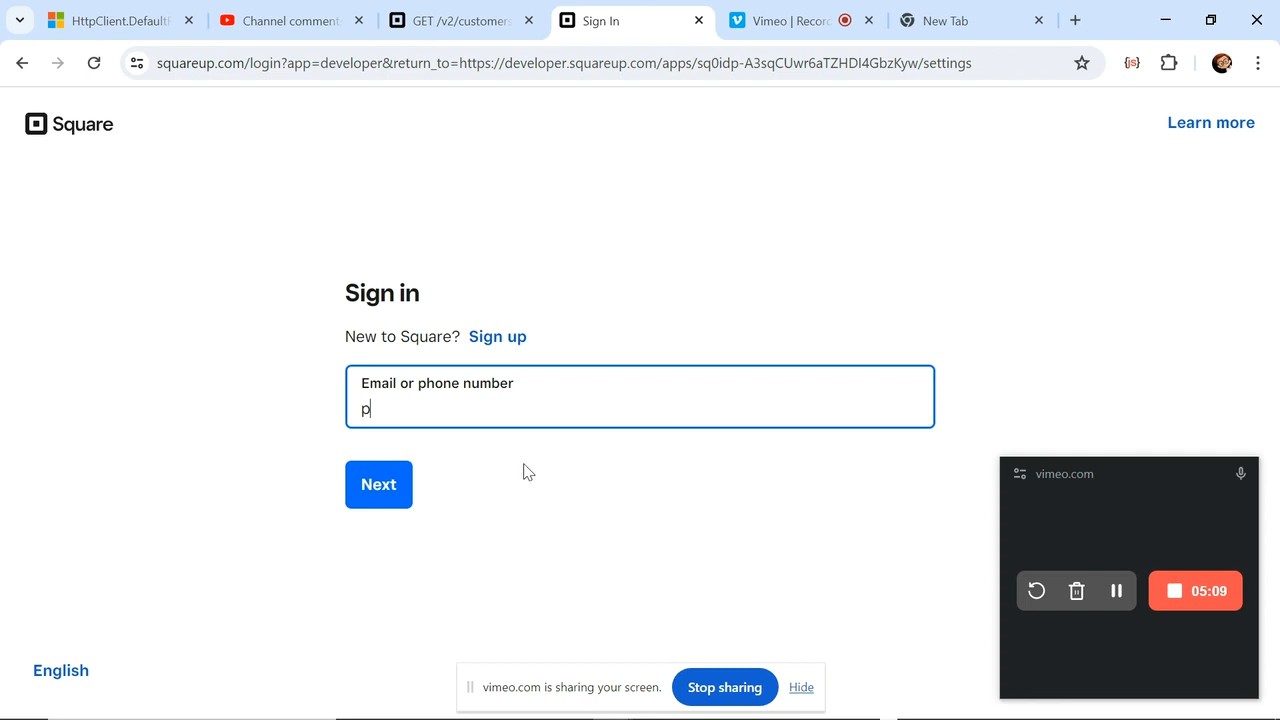 HttpClient.Default
Channel comment
GET /v2/customers
Sign In
Vimeo | Recor
New Tab
squareup.com/login?app=developer&return_to=https://developer.squareup.com/apps/sq0idp-A3sqCUwr6aTZHDI4GbzKyw/settings
{js}
Square
Learn more
Sign in
New to Square? Sign up
Email or phone number
p
Next
vimeo.com
05:09
English
vimeo.com is sharing your screen.
Stop sharing
Hide